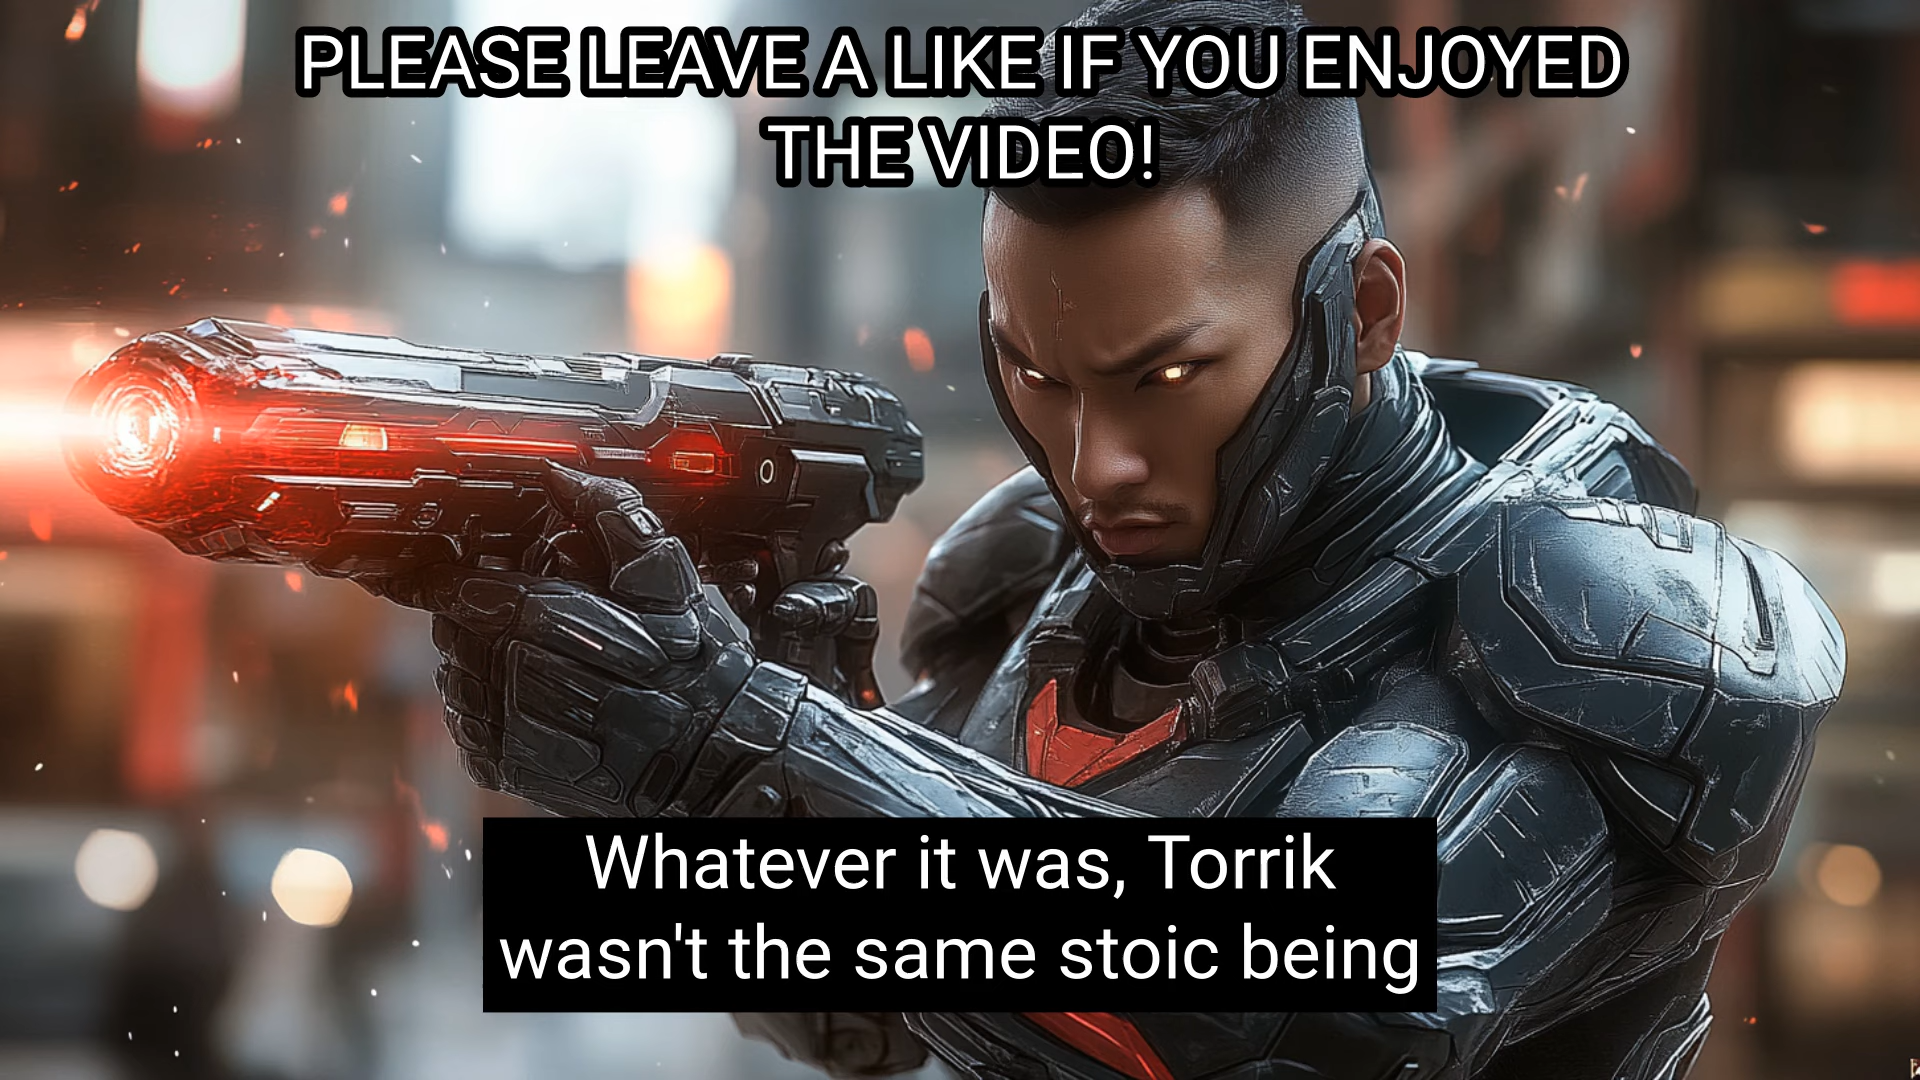 PLEASE LEAVE A LIKE IF YOU ENJOYED
THE VIDEO!
Whatever it was, Torrik
wasn't the same stoic being